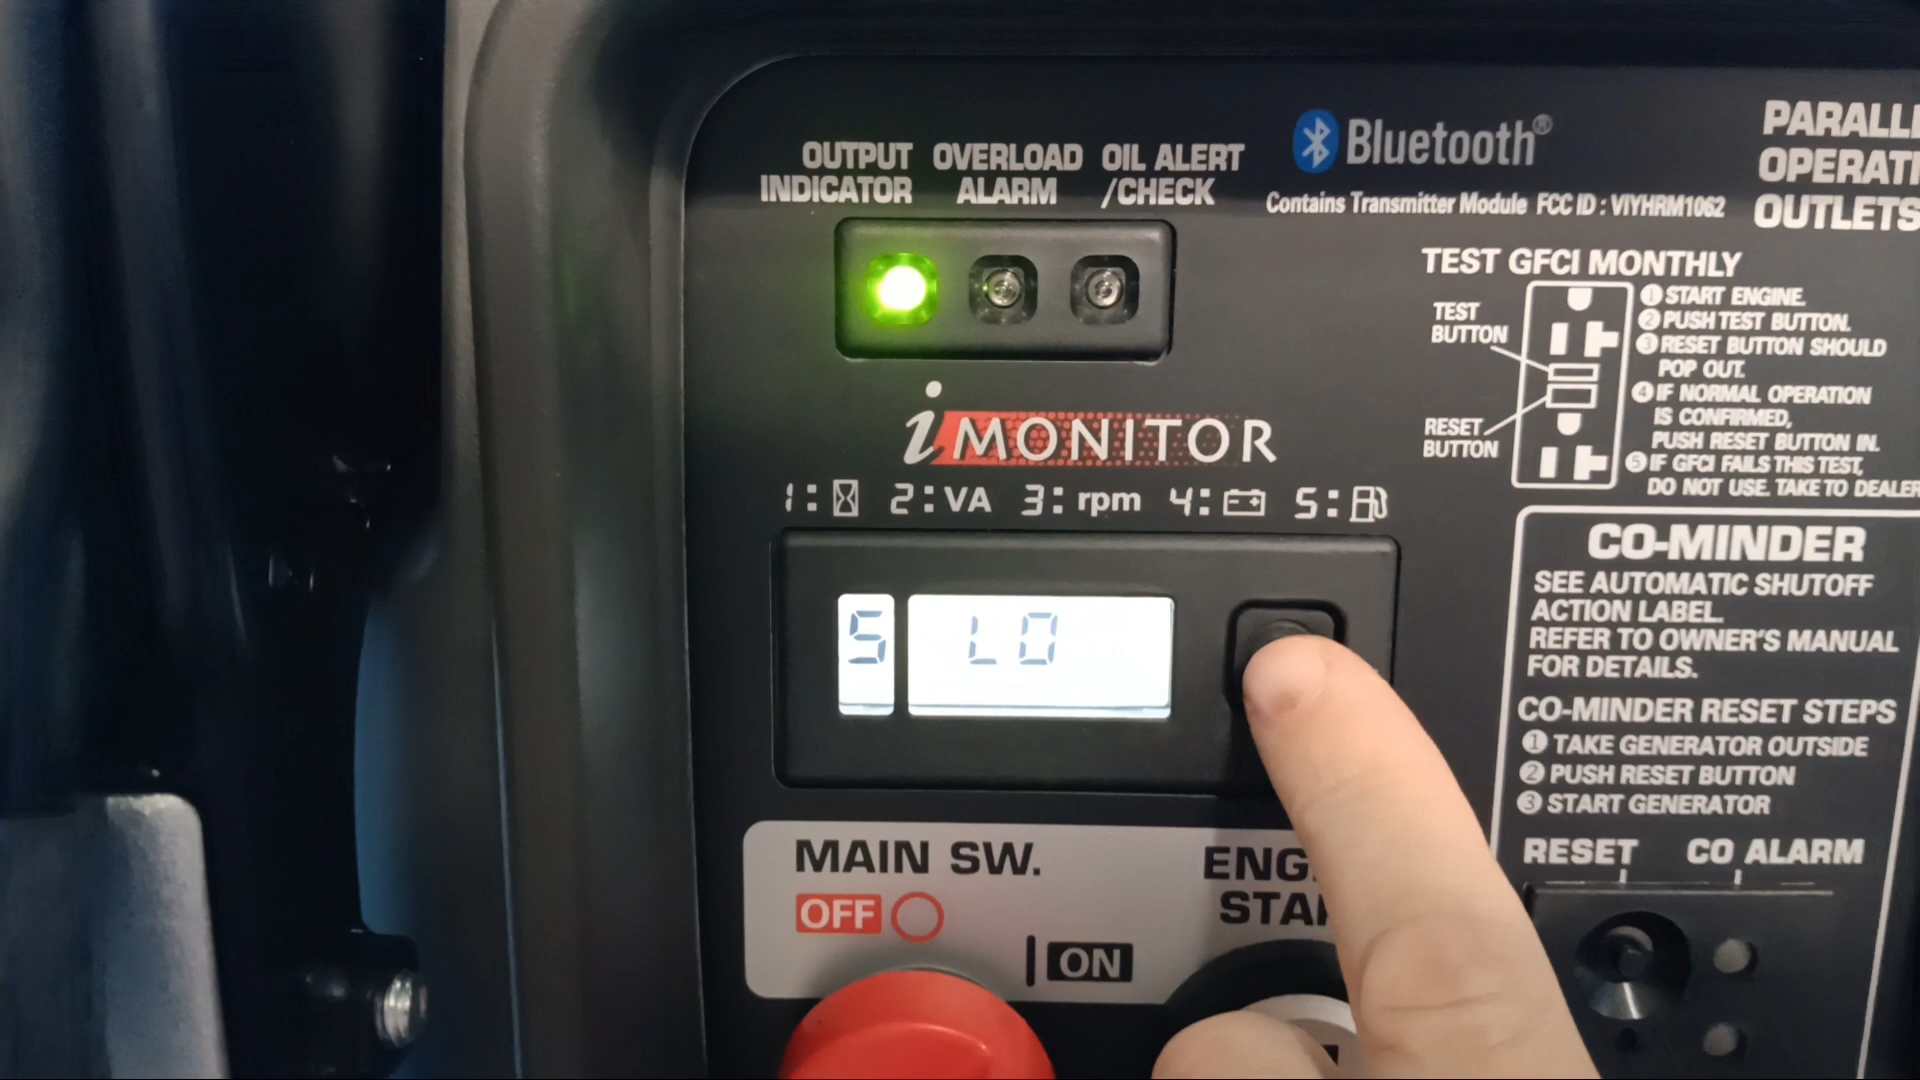 OUTPUT
INDICATOR
OVERLOAD
ALARM
OIL ALERT
/CHECK
Bluetooth®
Contains Transmitter Module FCC ID : VIYHRM1062
OUTLETS
TEST GFCI MONTHLY
TEST
BUTTON
RESET
BUTTON
① START ENGINE.
② PUSH TEST BUTTON.
③ RESET BUTTON SHOULD
POP OUT.
④ IF NORMAL OPERATION
IS CONFIRMED,
PUSH RESET BUTTON IN.
⑤ IF GFCI FAILS THIS TEST,
DO NOT USE. TAKE TO DEALER
iMONITOR
1: 2:VA 3:rpm 4: 5:
5 LO
CO-MINDER
SEE AUTOMATIC SHUTOFF
ACTION LABEL.
REFER TO OWNER'S MANUAL
FOR DETAILS.
CO-MINDER RESET STEPS
① TAKE GENERATOR OUTSIDE
② PUSH RESET BUTTON
③ START GENERATOR
RESET CO ALARM
MAIN SW.
OFF
ON